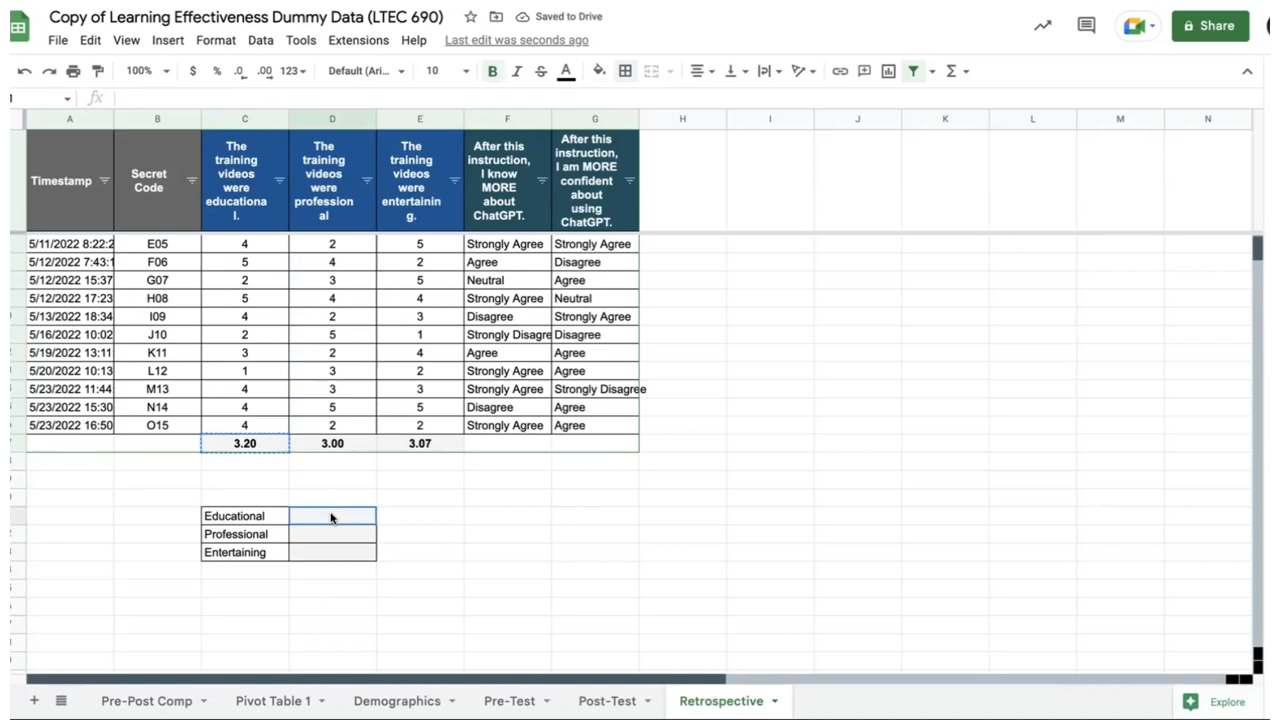 Copy of Learning Effectiveness Dummy Data (LTEC 690) Saved to Drive
File Edit View Insert Format Data Tools Extensions Help Last edit was seconds ago
Share
100% $ % .0 .00 123 Default (Ari... 10 B I S A
fx
A B C D E F G H I J K L M N
Timestamp
Secret
Code
The
training
videos
were
educationa
l.
The
training
videos
were
profession
al
The
training
videos
were
entertainin
g.
After this
instruction,
I know
MORE
about
ChatGPT.
After this
instruction,
I am MORE
confident
about
using
ChatGPT.
5/11/2022 8:22:2 E05 4 2 5 Strongly Agree Strongly Agree
5/12/2022 7:43:1 F06 5 4 2 Agree Disagree
5/12/2022 15:37 G07 2 3 5 Neutral Agree
5/12/2022 17:23 H08 5 4 4 Strongly Agree Neutral
5/13/2022 18:34 I09 4 2 3 Disagree Strongly Agree
5/16/2022 10:02 J10 2 5 1 Strongly Disagre Disagree
5/19/2022 13:11 K11 3 2 4 Agree Agree
5/20/2022 10:13 L12 1 3 2 Strongly Agree Agree
5/23/2022 11:44 M13 4 3 3 Strongly Agree Strongly Disagree
5/23/2022 15:30 N14 4 5 5 Disagree Agree
5/23/2022 16:50 O15 4 2 2 Strongly Agree Agree
3.20 3.00 3.07
Educational
Professional
Entertaining
Pre-Post Comp Pivot Table 1 Demographics Pre-Test Post-Test Retrospective Explore